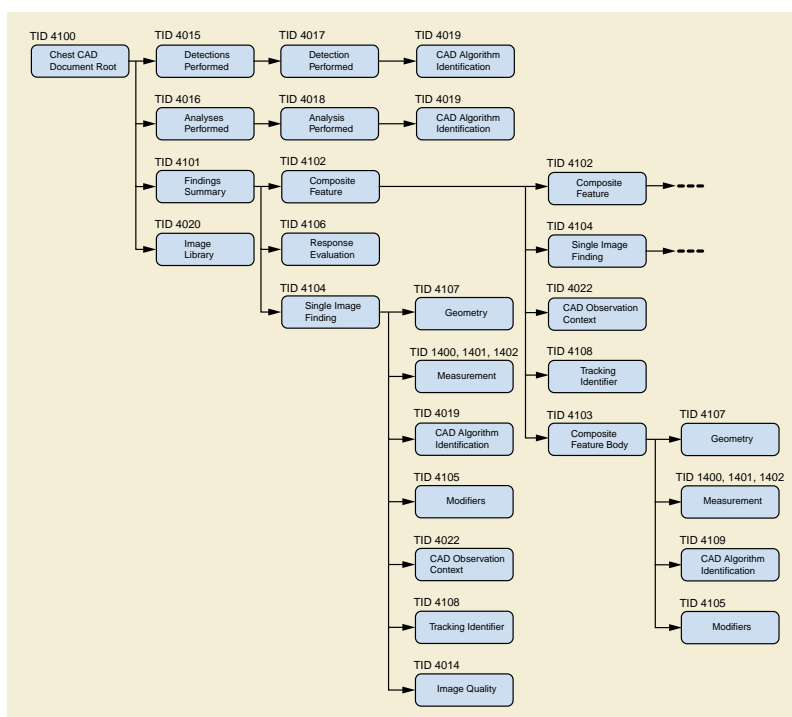 TID 4100
Chest CAD
Document Root
TID 4015
Detections
Performed
TID 4017
Detection
Performed
TID 4019
CAD Algorithm
Identification
TID 4016
Analyses
Performed
TID 4018
Analysis
Performed
TID 4019
CAD Algorithm
Identification
TID 4101
Findings
Summary
TID 4102
Composite
Feature
TID 4102
Composite
Feature
TID 4020
Image
Library
TID 4106
Response
Evaluation
TID 4104
Single Image
Finding
TID 4104
Single Image
Finding
TID 4107
Geometry
TID 4022
CAD Observation
Context
TID 1400, 1401, 1402
Measurement
TID 4108
Tracking
Identifier
TID 4019
CAD Algorithm
Identification
TID 4103
Composite
Feature Body
TID 4107
Geometry
TID 4105
Modifiers
TID 1400, 1401, 1402
Measurement
TID 4022
CAD Observation
Context
TID 4109
CAD Algorithm
Identification
TID 4108
Tracking Identifier
TID 4105
Modifiers
TID 4014
Image Quality